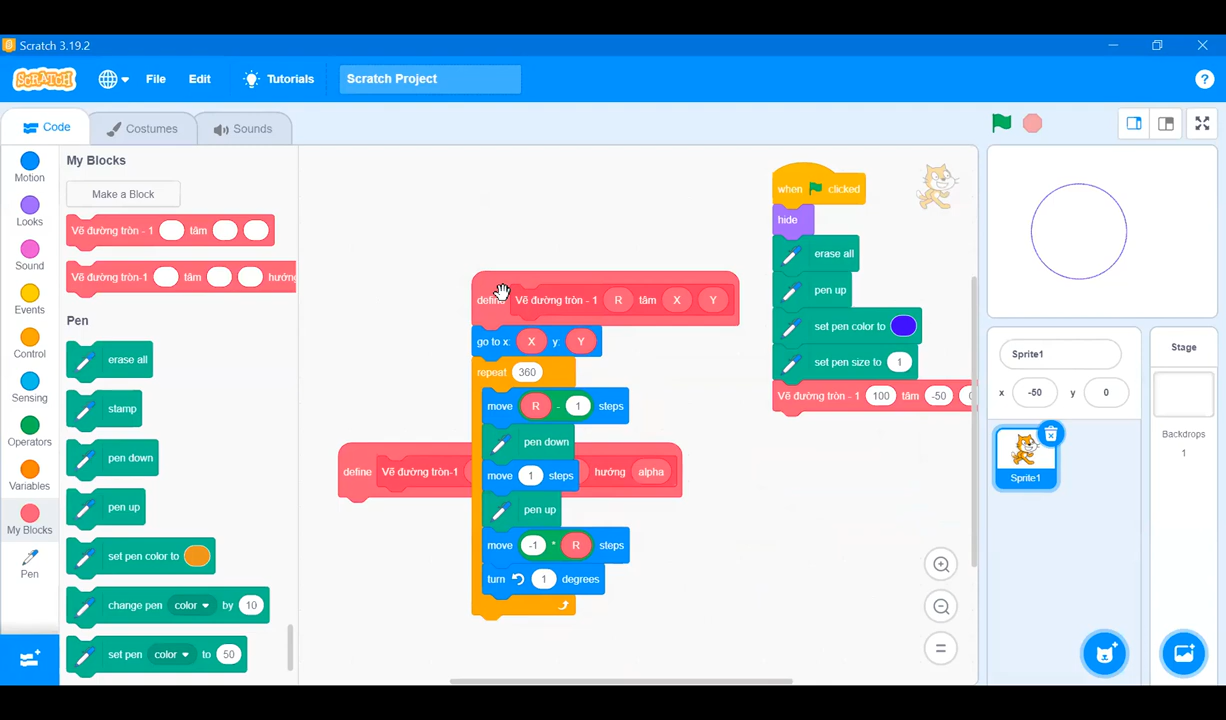 Scratch 3.19.2
SCRATCH
File
Edit
Tutorials
Scratch Project
?
Code
Costumes
Sounds
Motion
Looks
Sound
Events
Control
Sensing
Operators
Variables
My Blocks
Pen
My Blocks
Make a Block
Vẽ đường tròn - 1 tâm
Vẽ đường tròn-1 tâm hướng
Pen
erase all
stamp
pen down
pen up
set pen color to
change pen color by 10
set pen color to 50
define Vẽ đường tròn - 1 R tâm X Y
go to x: X y: Y
repeat 360
move R - 1 steps
pen down
move 1 steps
pen up
move -1 * R steps
turn 1 degrees
define Vẽ đường tròn-1 hướng alpha
when clicked
hide
erase all
pen up
set pen color to
set pen size to 1
Vẽ đường tròn - 1 100 tâm -50
Sprite1
x -50 y 0
Sprite1
Stage
Backdrops
1